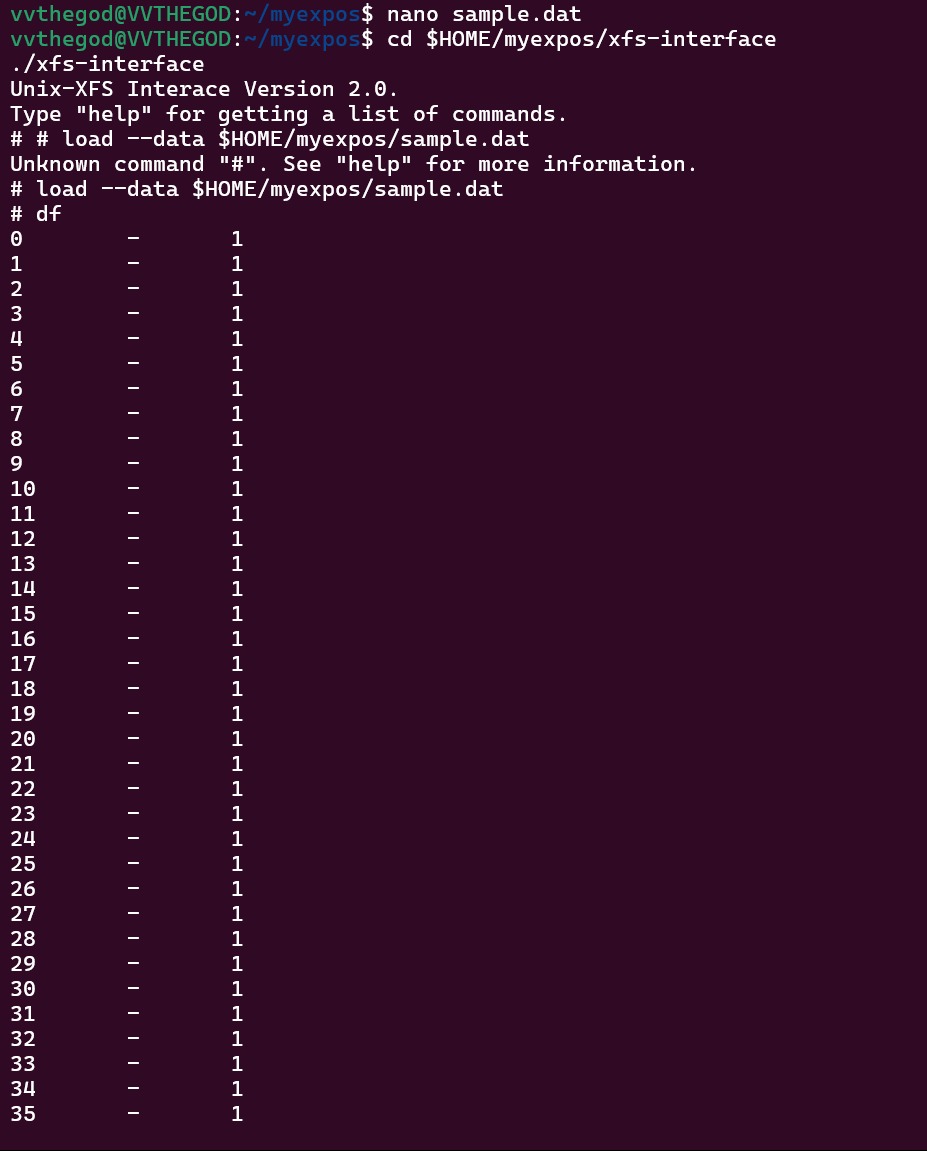 vvthegod@VVTHEGOD:~/myexpos$ nano sample.dat
vvthegod@VVTHEGOD:~/myexpos$ cd $HOME/myexpos/xfs-interface
./xfs-interface
Unix-XFS Interace Version 2.0.
Type "help" for getting a list of commands.
# # load --data $HOME/myexpos/sample.dat
Unknown command "#". See "help" for more information.
# load --data $HOME/myexpos/sample.dat
# df
0 - 1
1 - 1
2 - 1
3 - 1
4 - 1
5 - 1
6 - 1
7 - 1
8 - 1
9 - 1
10 - 1
11 - 1
12 - 1
13 - 1
14 - 1
15 - 1
16 - 1
17 - 1
18 - 1
19 - 1
20 - 1
21 - 1
22 - 1
23 - 1
24 - 1
25 - 1
26 - 1
27 - 1
28 - 1
29 - 1
30 - 1
31 - 1
32 - 1
33 - 1
34 - 1
35 - 1